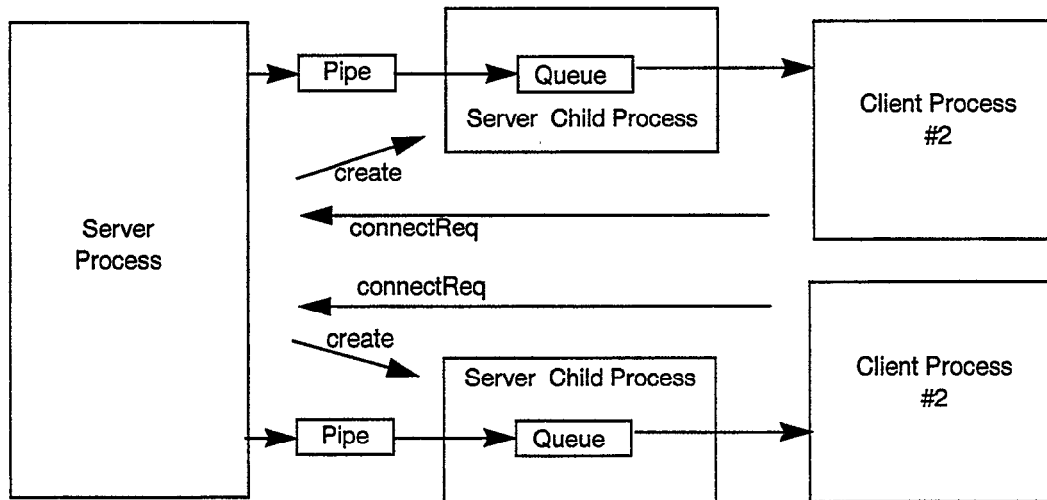 Pipe
Queue
Server Child Process
Client Process
#2
create
connectReq
Server
Process
connectReq
create
Server Child Process
Client Process
#2
Pipe
Queue